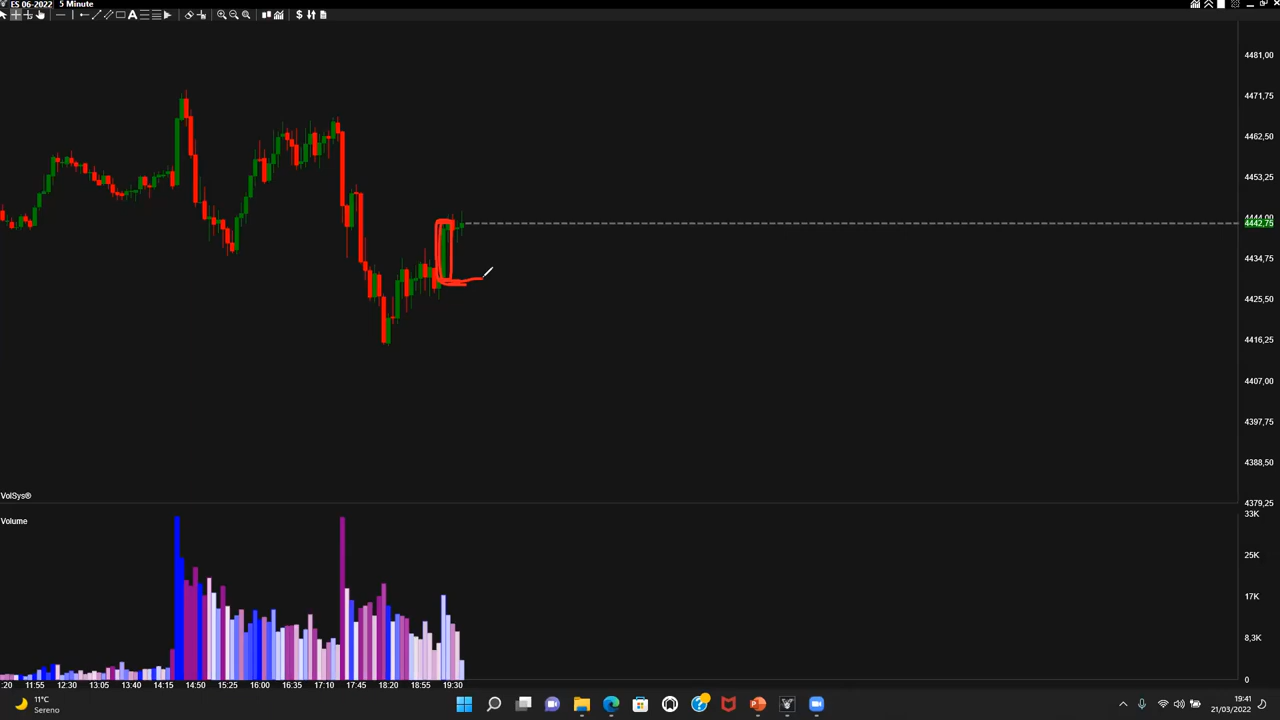 ES 06-2022 5 Minute
A
$
4481,00
4471,75
4462,50
4453,25
4444,00
4442,75
4434,75
4425,50
4416,25
4407,00
4397,75
4388,50
4379,25
VolSys®
Volume
33K
25K
17K
8,3K
0
:20 11:55 12:30 13:05 13:40 14:15 14:50 15:25 16:00 16:35 17:10 17:45 18:20 18:55 19:30
11°C
Sereno
19:41
21/03/2022